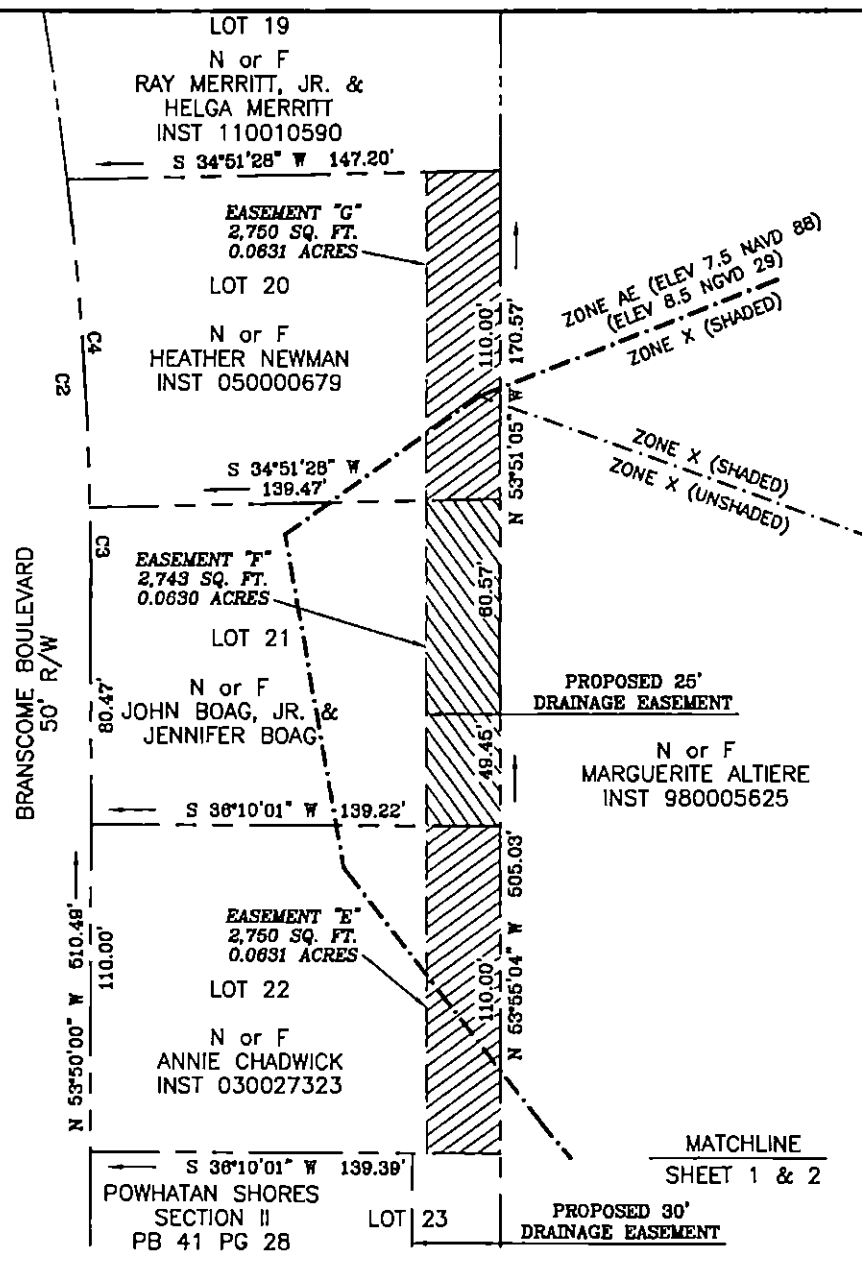 LOT 19
N or F
RAY MERRITT, JR. &
HELGA MERRITT
INST 110010590
S 34°51'28" W 147.20'
EASEMENT "G"
2,750 SQ. FT.
0.0631 ACRES
LOT 20
N or F
HEATHER NEWMAN
INST 050000679
C4
C2
110.00'
N 53°51'05" W 170.57'
ZONE AE (ELEV 7.5 NAVD 88)
(ELEV 8.5 NGVD 29)
ZONE X (SHADED)
ZONE X (SHADED)
ZONE X (UNSHADED)
S 34°51'28" W
139.47'
C3
EASEMENT "F"
2,743 SQ. FT.
0.0630 ACRES
LOT 21
N or F
JOHN BOAG, JR. &
JENNIFER BOAG
BRANSCOME BOULEVARD
50' R/W
80.47'
60.57'
49.45'
PROPOSED 25'
DRAINAGE EASEMENT
N or F
MARGUERITE ALTIERE
INST 980005625
S 36°10'01" W 139.22'
EASEMENT "E"
2,750 SQ. FT.
0.0631 ACRES
LOT 22
N or F
ANNIE CHADWICK
INST 030027323
N 53°50'00" W 510.49'
110.00'
110.00'
N 53°55'04" W 505.03'
S 36°10'01" W 139.39'
POWHATAN SHORES
SECTION II
PB 41 PG 28
LOT 23
MATCHLINE
SHEET 1 & 2
PROPOSED 30'
DRAINAGE EASEMENT